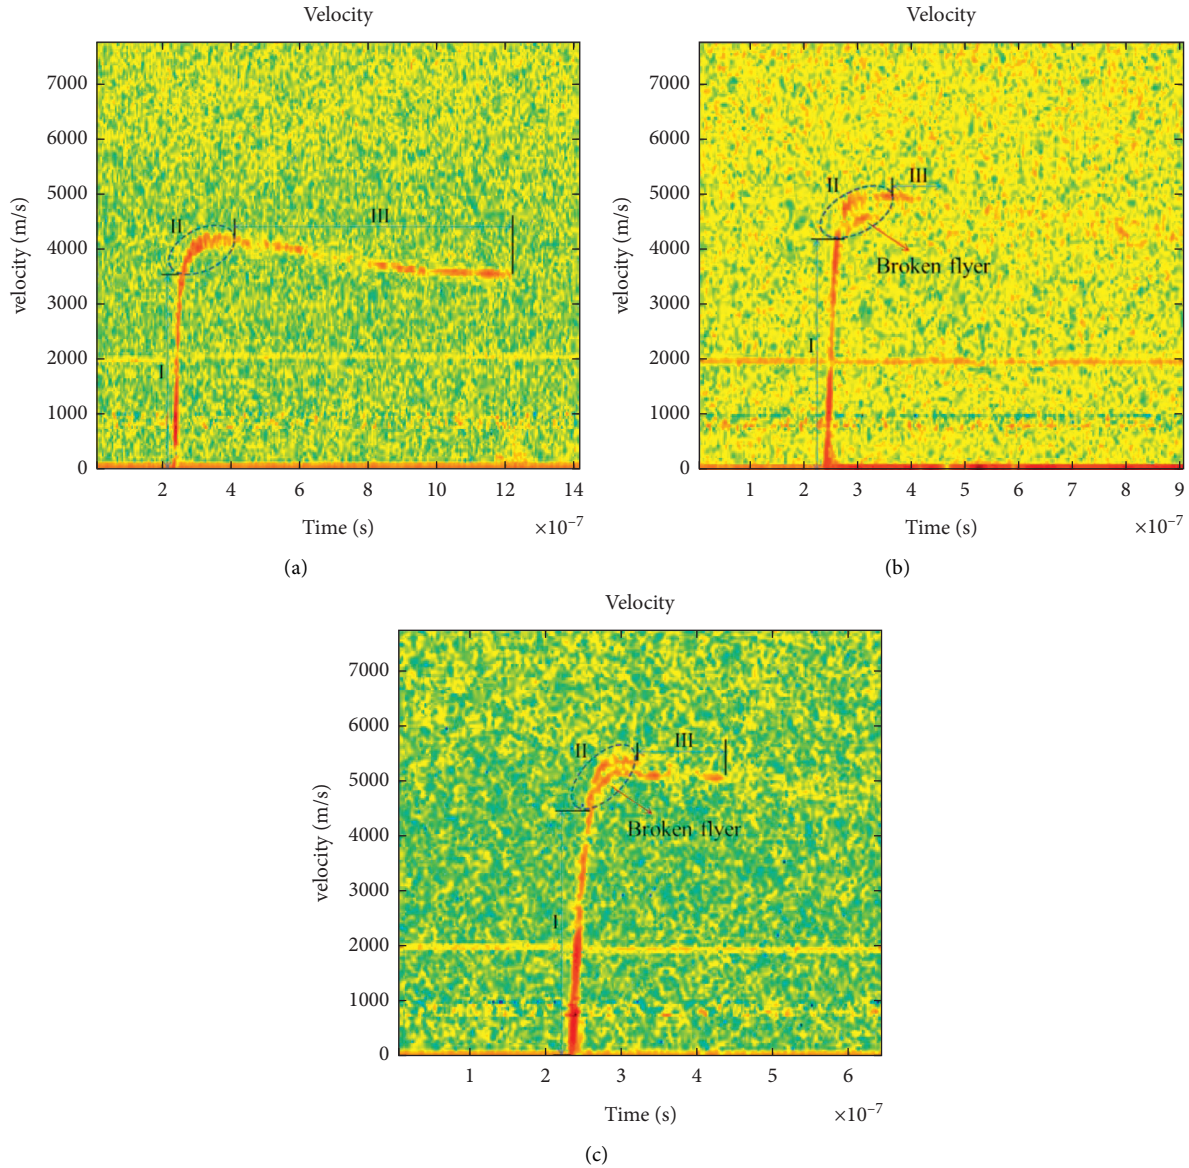 Velocity
7000
6000
5000
4000
3000
2000
1000
0
velocity (m/s)
II
III
I
2 4 6 8 10 12 14
Time (s) ×10⁻⁷
(a)
Velocity
7000
6000
5000
4000
3000
2000
1000
0
velocity (m/s)
II
III
Broken flyer
I
1 2 3 4 5 6 7 8 9
Time (s) ×10⁻⁷
(b)
Velocity
7000
6000
5000
4000
3000
2000
1000
0
velocity (m/s)
II
III
Broken flyer
I
1 2 3 4 5 6
Time (s) ×10⁻⁷
(c)